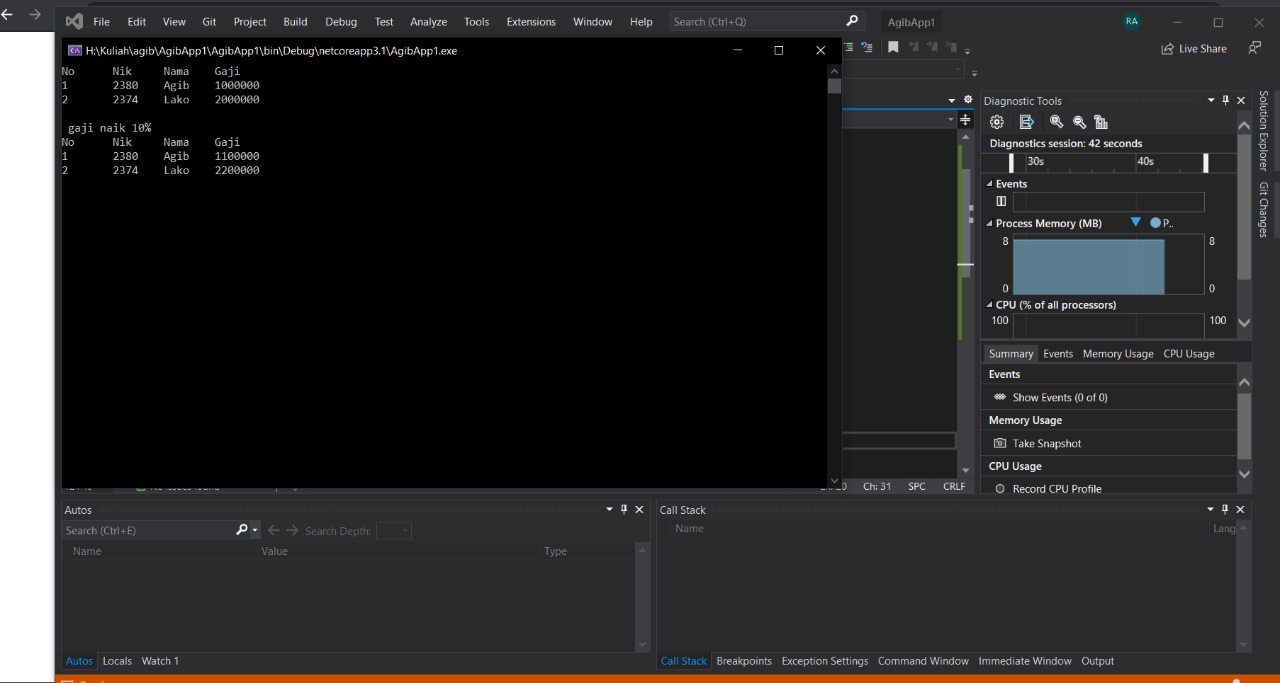 File Edit View Git Project Build Debug Test Analyze Tools Extensions Window Help Search (Ctrl+Q) AgibApp1 RA
H:\Kuliah\agib\AgibApp1\AgibApp1\bin\Debug\netcoreapp3.1\AgibApp1.exe
Live Share
No Nik Nama Gaji
1 2380 Agib 1000000
2 2374 Lako 2000000
gaji naik 10%
No Nik Nama Gaji
1 2380 Agib 1100000
2 2374 Lako 2200000
Diagnostic Tools
Diagnostics session: 42 seconds
30s 40s
Events
Process Memory (MB) P..
8 8
0 0
CPU (% of all processors)
100 100
Summary Events Memory Usage CPU Usage
Events
Show Events (0 of 0)
Memory Usage
Take Snapshot
CPU Usage
Record CPU Profile
Solution Explorer
Git Changes
Ch: 31 SPC CRLF
Autos
Search (Ctrl+E) Search Depth:
Name Value Type
Autos Locals Watch 1
Call Stack
Name Lang
Call Stack Breakpoints Exception Settings Command Window Immediate Window Output